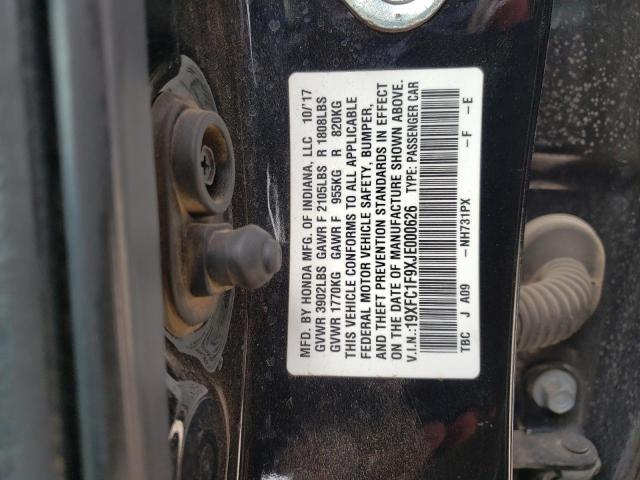 MFD. BY HONDA MFG. OF INDIANA, LLC 10/17
GVWR 3902LBS GAWR F 2105LBS R 1808LBS
GVWR 1770KG GAWR F 955KG R 820KG
THIS VEHICLE CONFORMS TO ALL APPLICABLE
FEDERAL MOTOR VEHICLE SAFETY, BUMPER,
AND THEFT PREVENTION STANDARDS IN EFFECT
ON THE DATE OF MANUFACTURE SHOWN ABOVE.
V.I.N.:19XFC1F9XJE000626 TYPE: PASSENGER CAR
TBC J A09 -NH731PX -F -E